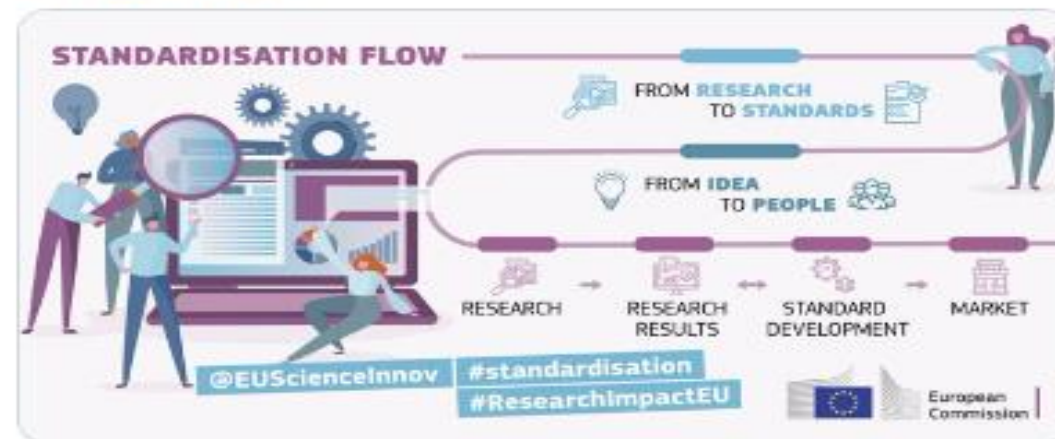 STANDARDISATION FLOW
FROM RESEARCH
TO STANDARDS
FROM IDEA
TO PEOPLE
RESEARCH
RESEARCH
RESULTS
STANDARD
DEVELOPMENT
MARKET
@EUScienceInnov
#standardisation
#ResearchImpactEU
European
Commission